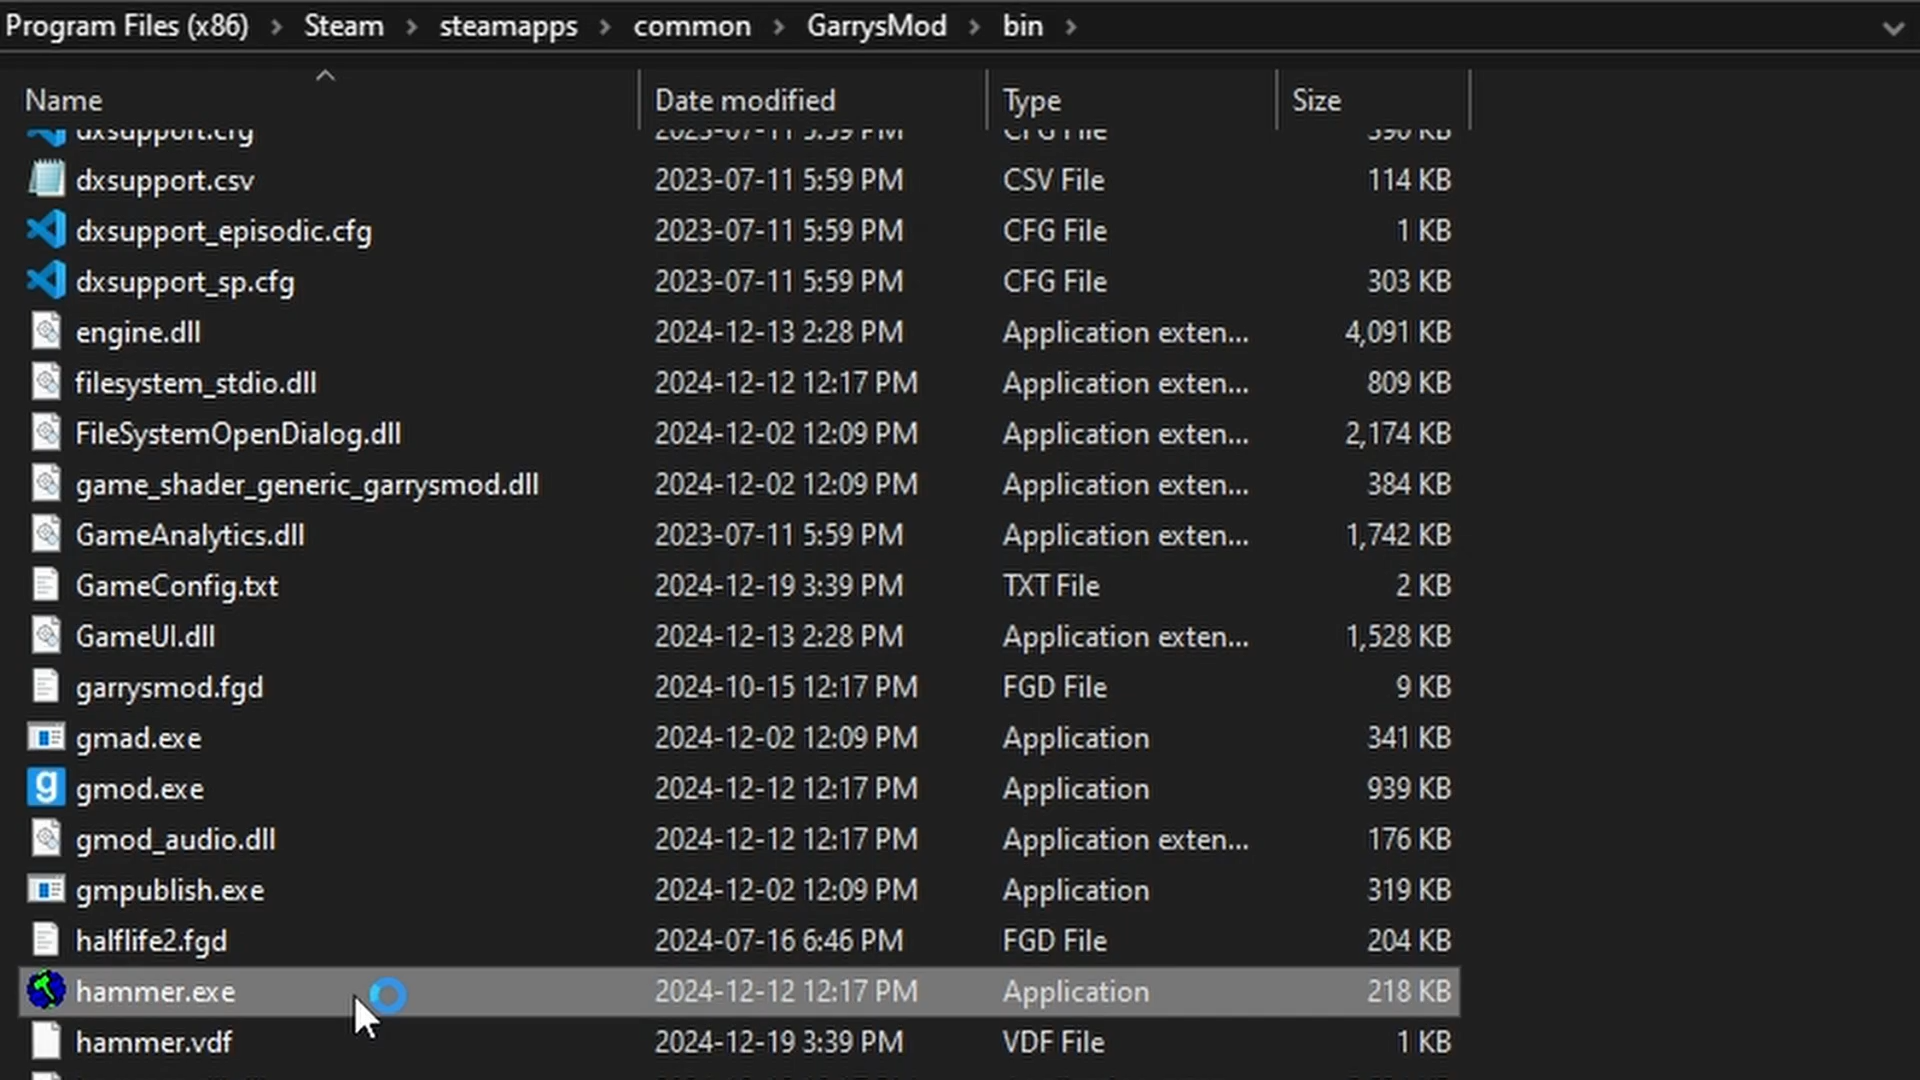 Program Files (x86) > Steam > steamapps > common > GarrysMod > bin >
Name Date modified Type Size
dxsupport.cfg 2023-07-11 5:59 PM CFG File 390 KB
dxsupport.csv 2023-07-11 5:59 PM CSV File 114 KB
dxsupport_episodic.cfg 2023-07-11 5:59 PM CFG File 1 KB
dxsupport_sp.cfg 2023-07-11 5:59 PM CFG File 303 KB
engine.dll 2024-12-13 2:28 PM Application exten... 4,091 KB
filesystem_stdio.dll 2024-12-12 12:17 PM Application exten... 809 KB
FileSystemOpenDialog.dll 2024-12-02 12:09 PM Application exten... 2,174 KB
game_shader_generic_garrysmod.dll 2024-12-02 12:09 PM Application exten... 384 KB
GameAnalytics.dll 2023-07-11 5:59 PM Application exten... 1,742 KB
GameConfig.txt 2024-12-19 3:39 PM TXT File 2 KB
GameUI.dll 2024-12-13 2:28 PM Application exten... 1,528 KB
garrysmod.fgd 2024-10-15 12:17 PM FGD File 9 KB
gmad.exe 2024-12-02 12:09 PM Application 341 KB
gmod.exe 2024-12-12 12:17 PM Application 939 KB
gmod_audio.dll 2024-12-12 12:17 PM Application exten... 176 KB
gmpublish.exe 2024-12-02 12:09 PM Application 319 KB
halflife2.fgd 2024-07-16 6:46 PM FGD File 204 KB
hammer.exe 2024-12-12 12:17 PM Application 218 KB
hammer.vdf 2024-12-19 3:39 PM VDF File 1 KB